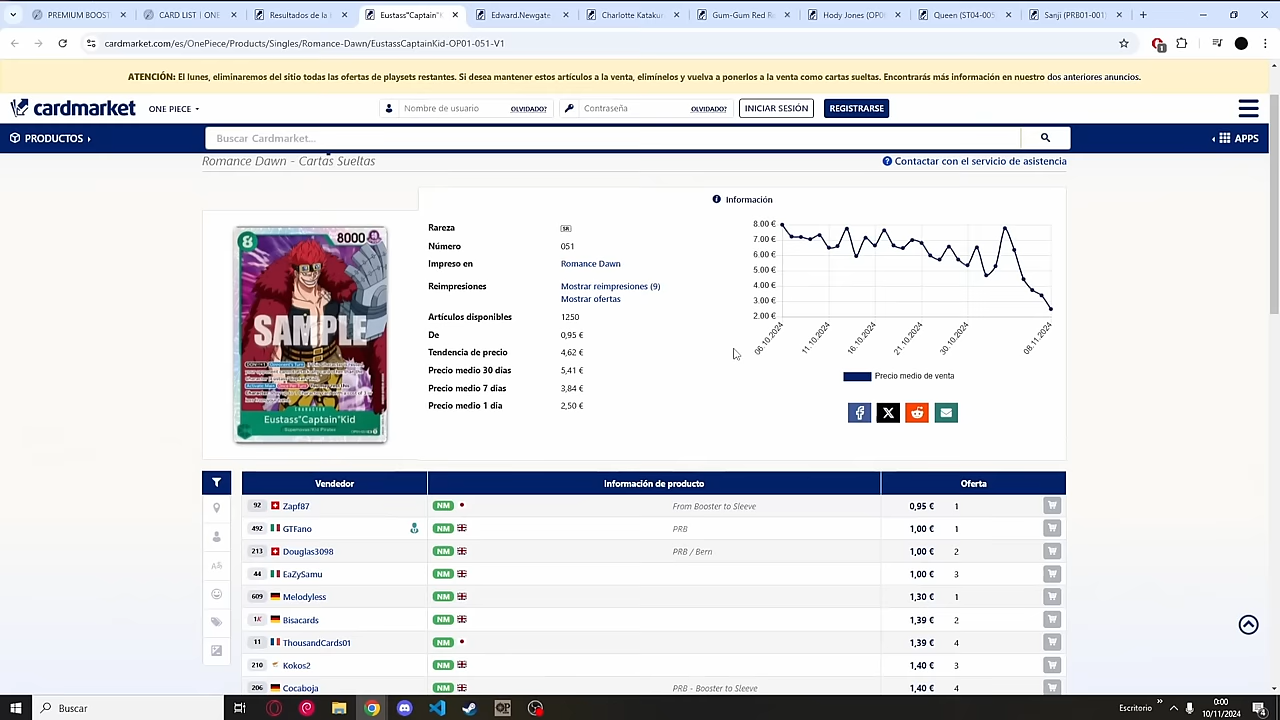 PREMIUM BOOST
CARD LIST | ONE
Resultados de la
Eustass"Captain"
Edward.Newgate
Charlotte Kataku
Gum-Gum Red R
Hody Jones (OP0
Queen (ST04-005
Sanji (PRB01-001)
cardmarket.com/es/OnePiece/Products/Singles/Romance-Dawn/EustassCaptainKid-OP01-051-V1
ATENCIÓN: El lunes, eliminaremos del sitio todas las ofertas de playsets restantes. Si desea mantener estos artículos a la venta, elimínelos y vuelva a ponerlos a la venta como cartas sueltas. Encontrarás más información en nuestro dos anteriores anuncios.
cardmarket
ONE PIECE
Nombre de usuario
OLVIDADO?
Contraseña
OLVIDADO?
INICIAR SESIÓN
REGISTRARSE
PRODUCTOS
Buscar Cardmarket...
APPS
Romance Dawn - Cartas Sueltas
Contactar con el servicio de asistencia
8
8000
SAMPLE
CHARACTER
Eustass"Captain"Kid
Información
Rareza SR
Número 051
Impreso en Romance Dawn
Reimpresiones Mostrar reimpresiones (9)
Mostrar ofertas
Artículos disponibles 1250
De 0,95 €
Tendencia de precio 4,62 €
Precio medio 30 días 5,41 €
Precio medio 7 días 3,84 €
Precio medio 1 día 2,50 €
8.00 €
7.00 €
6.00 €
5.00 €
4.00 €
3.00 €
2.00 €
06.10.2024
11.10.2024
16.10.2024
21.10.2024
30.10.2024
08.11.2024
Precio medio de venta
Vendedor Información de producto Oferta
92 Zapf87 NM From Booster to Sleeve 0,95 € 1
492 GTFano NM PRB 1,00 € 1
213 Douglas3098 NM PRB / Bern 1,00 € 2
44 EaZySamu NM 1,00 € 3
609 Melodyless NM 1,30 € 1
1K Bisacards NM 1,39 € 2
11 ThousandCards01 NM 1,39 € 4
210 Kokos2 NM 1,40 € 3
206 Cocaboja NM PRB - Booster to Sleeve 1,40 € 4
Buscar
Escritorio
0:00
10/11/2024